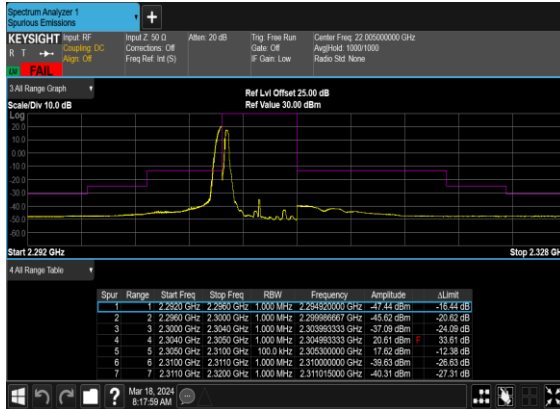 Spectrum Analyzer 1
Spurious Emissions
KEYSIGHT
R T
LV FAIL
Input: RF
Coupling: DC
Align: Off
Input Z: 50 Ω
Corrections: Off
Freq Ref: Int (S)
Atten: 20 dB
Trig: Free Run
Gate: Off
IF Gain: Low
Center Freq: 22.005000000 GHz
Avg|Hold: 1000/1000
Radio Std: None
3 All Range Graph
Scale/Div 10.0 dB
Ref Lvl Offset 25.00 dB
Ref Value 30.00 dBm
Log
20.0
10.0
0.00
-10.0
-20.0
-30.0
-40.0
-50.0
-60.0
Start 2.292 GHz
Stop 2.328 GHz
4 All Range Table
Spur Range Start Freq Stop Freq RBW Frequency Amplitude ΔLimit
1 1 2.2920 GHz 2.2960 GHz 1.000 MHz 2.294920000 GHz -47.44 dBm -16.44 dB
2 2 2.2960 GHz 2.3000 GHz 1.000 MHz 2.299986667 GHz -45.62 dBm -20.62 dB
3 3 2.3000 GHz 2.3040 GHz 1.000 MHz 2.303993333 GHz -37.09 dBm -24.09 dB
4 4 2.3040 GHz 2.3050 GHz 1.000 MHz 2.304993333 GHz 20.61 dBm F 33.61 dB
5 5 2.3050 GHz 2.3100 GHz 100.0 kHz 2.305300000 GHz 17.62 dBm -12.38 dB
6 6 2.3100 GHz 2.3110 GHz 1.000 MHz 2.310000000 GHz -39.63 dBm -26.63 dB
7 7 2.3110 GHz 2.3200 GHz 1.000 MHz 2.311015000 GHz -40.31 dBm -27.31 dB
Mar 18, 2024
8:17:59 AM